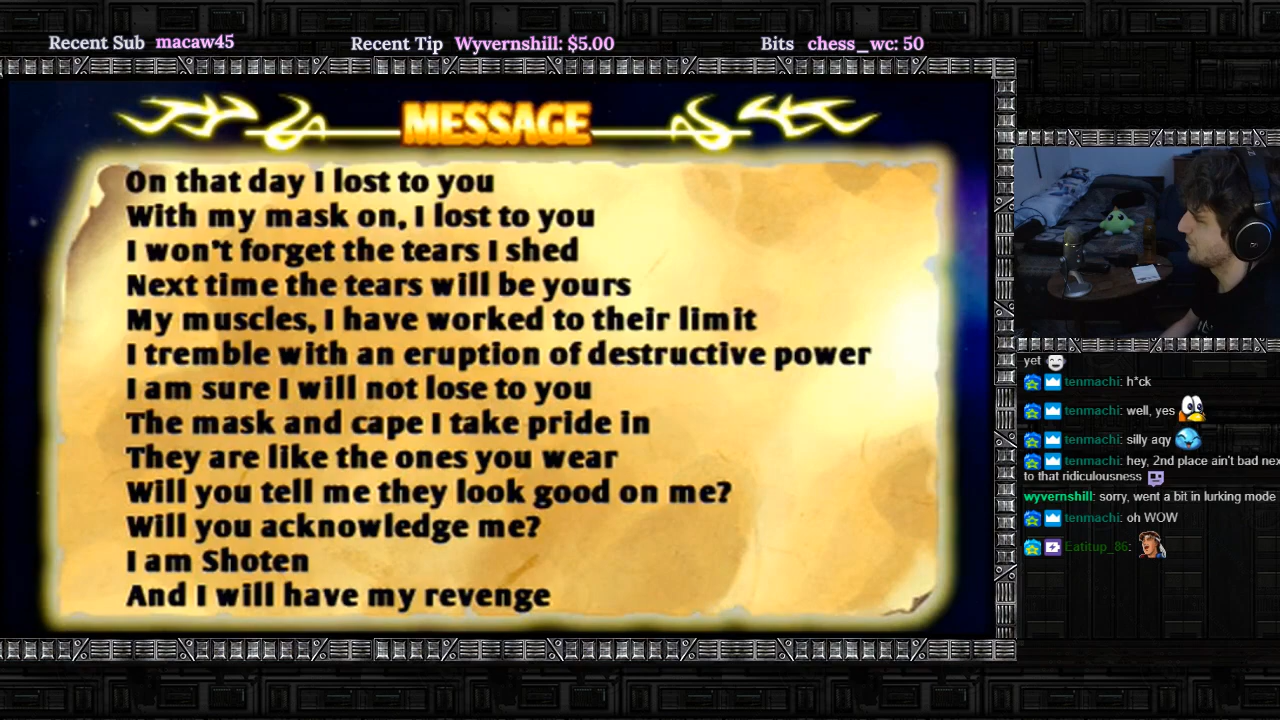 Recent Sub macaw45
Recent Tip Wyvernshill: $5.00
Bits chess_wc: 50
MESSAGE
On that day I lost to you
With my mask on, I lost to you
I won't forget the tears I shed
Next time the tears will be yours
My muscles, I have worked to their limit
I tremble with an eruption of destructive power
I am sure I will not lose to you
The mask and cape I take pride in
They are like the ones you wear
Will you tell me they look good on me?
Will you acknowledge me?
I am Shoten
And I will have my revenge
yet
tenmachi: h*ck
tenmachi: well, yes
tenmachi: silly aqy
tenmachi: hey, 2nd place ain't bad nex
to that ridiculousness
wyvernshill: sorry, went a bit in lurking mode
tenmachi: oh WOW
Eatitup_86: